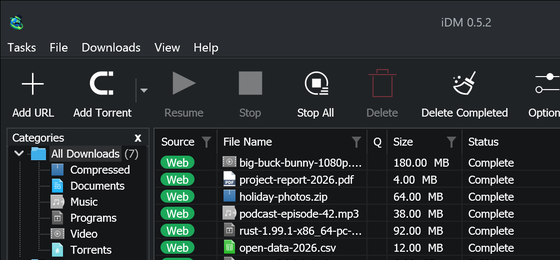 iDM 0.5.2
Tasks File Downloads View Help
Add URL Add Torrent Resume Stop Stop All Delete Delete Completed Option
Categories x Source File Name Q Size Status
All Downloads (7) Web big-buck-bunny-1080p.... 180.00 MB Complete
Compressed Web project-report-2026.pdf 4.00 MB Complete
Documents Web holiday-photos.zip 64.00 MB Complete
Music Web podcast-episode-42.mp3 38.00 MB Complete
Programs Web rust-1.99.1-x86_64-pc-... 92.00 MB Complete
Video Web open-data-2026.csv 12.00 MB Complete
Torrents